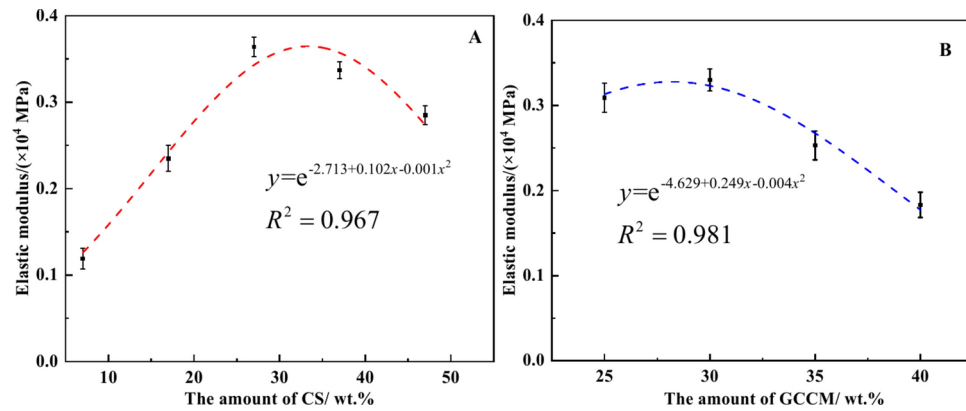 A
Elastic modulus/(×10⁴ MPa)
0.4
0.3
0.2
0.1
0.0
y=e^-2.713+0.102x-0.001x²
R² = 0.967
10 20 30 40 50
The amount of CS/ wt.%
B
Elastic modulus/(×10⁴ MPa)
0.4
0.3
0.2
0.1
0.0
y=e^-4.629+0.249x-0.004x²
R² = 0.981
25 30 35 40
The amount of GCCM/ wt.%